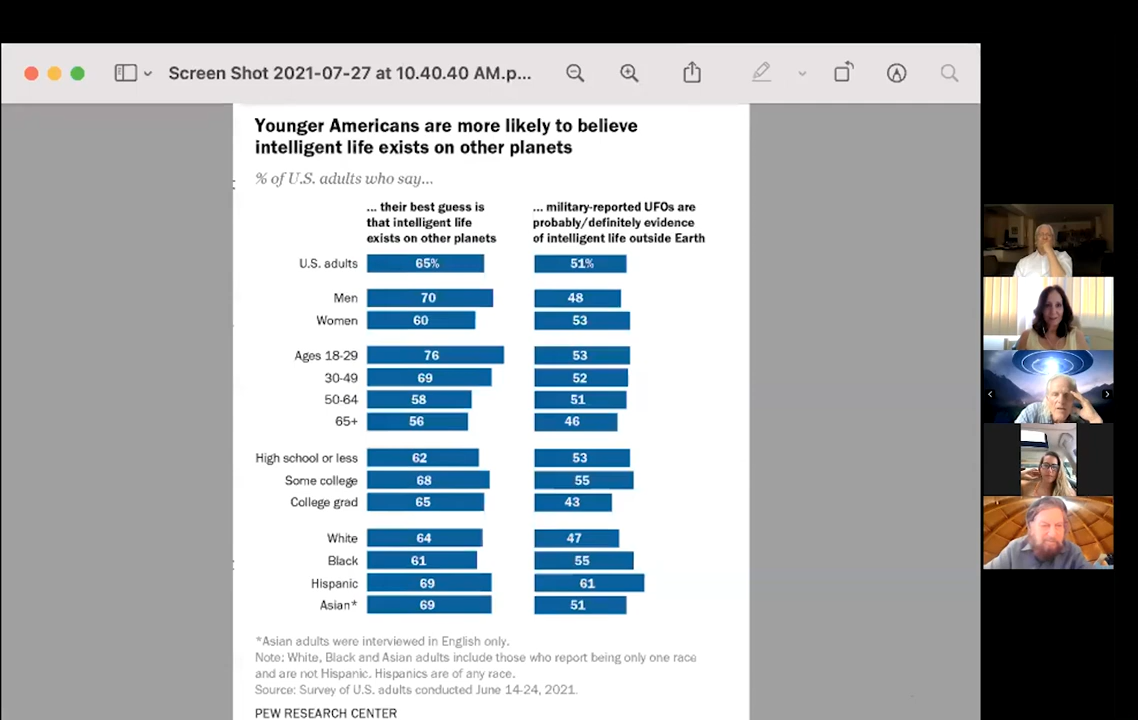 Screen Shot 2021-07-27 at 10.40.40 AM.p...
Younger Americans are more likely to believe
intelligent life exists on other planets
% of U.S. adults who say...
... their best guess is
that intelligent life
exists on other planets
... military-reported UFOs are
probably/definitely evidence
of intelligent life outside Earth
U.S. adults 65% 51%
Men 70 48
Women 60 53
Ages 18-29 76 53
30-49 69 52
50-64 58 51
65+ 56 46
High school or less 62 53
Some college 68 55
College grad 65 43
White 64 47
Black 61 55
Hispanic 69 61
Asian* 69 51
*Asian adults were interviewed in English only.
Note: White, Black and Asian adults include those who report being only one race
and are not Hispanic. Hispanics are of any race.
Source: Survey of U.S. adults conducted June 14-24, 2021.
PEW RESEARCH CENTER